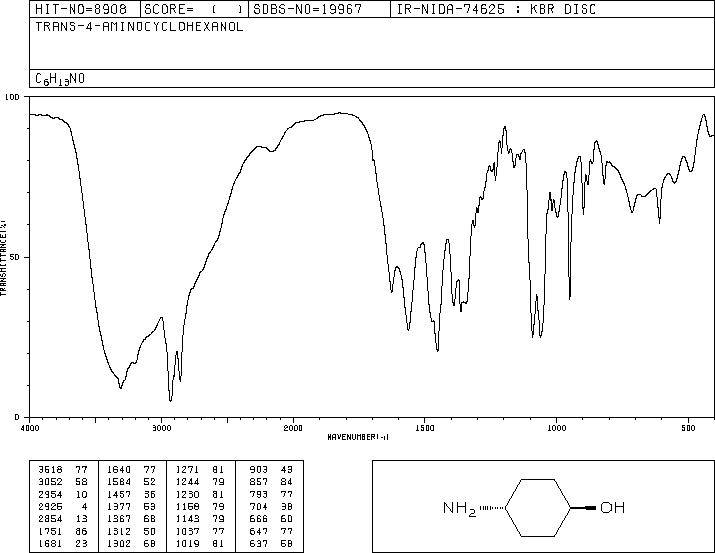 HIT-NO=8908 SCORE= ( ) SDBS-NO=19967 IR-NIDA-74625 : KBR DISC
TRANS-4-AMINOCYCLOHEXANOL
C6H13NO
100
50
0
TRANSMITTANCE(%)
4000 3000 2000 1500 1000 500
WAVENUMBER(-1)
3618 77 1640 77 1271 81 903 43
3052 58 1584 52 1244 79 857 84
2954 10 1457 36 1230 81 793 77
2925 4 1377 69 1168 79 704 38
2854 13 1367 68 1143 79 666 60
1751 86 1312 50 1037 77 647 77
1681 23 1302 68 1019 81 637 68
NH2 OH